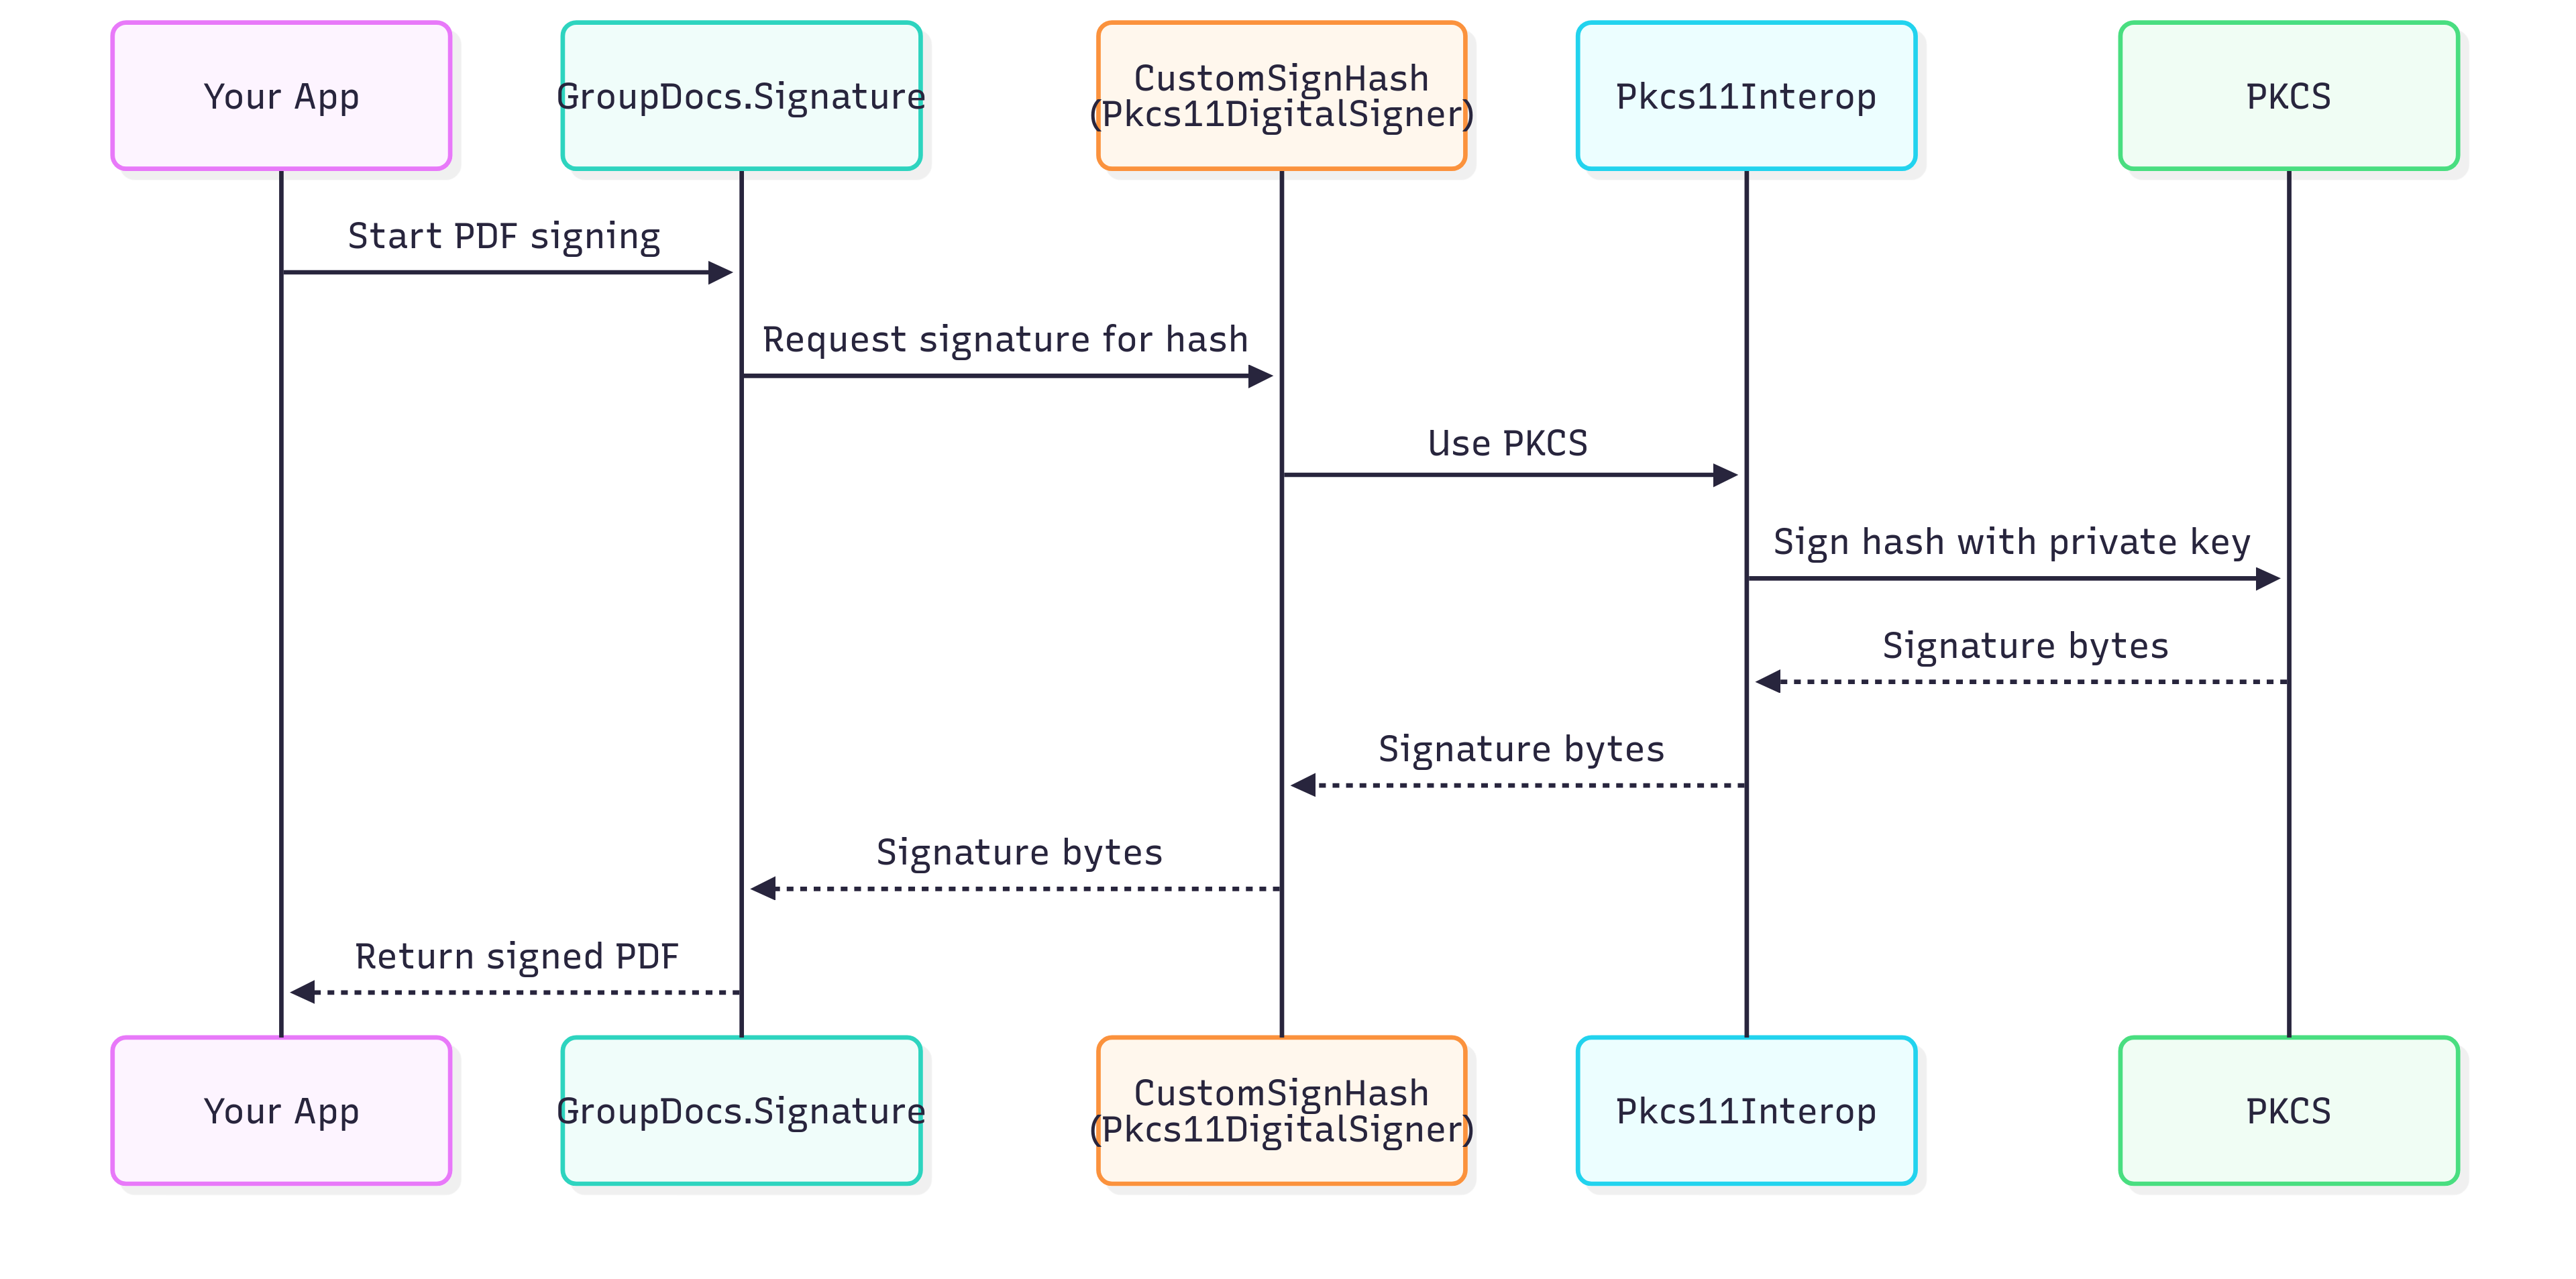 Your App
GroupDocs.Signature
CustomSignHash
(Pkcs11DigitalSigner)
Pkcs11Interop
PKCS
Start PDF signing
Request signature for hash
Use PKCS
Sign hash with private key
Signature bytes
Signature bytes
Signature bytes
Return signed PDF
Your App
GroupDocs.Signature
CustomSignHash
(Pkcs11DigitalSigner)
Pkcs11Interop
PKCS